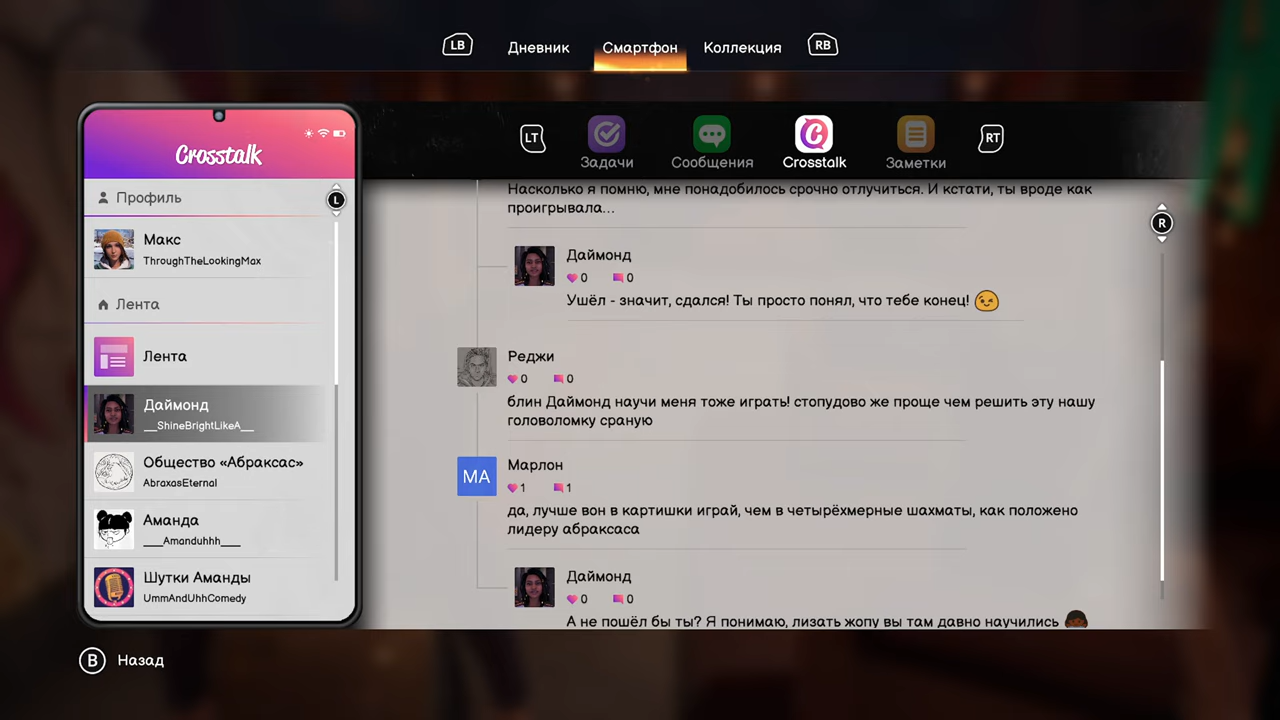 LB Дневник Смартфон Коллекция RB
LT Задачи Сообщения Crosstalk Заметки RT
Crosstalk
Профиль
L
Макс
ThroughTheLookingMax
Лента
Лента
Даймонд
__ShineBrightLikeA__
Общество «Абраксас»
AbraxasEternal
Аманда
___Amanduhhh___
Шутки Аманды
UmmAndUhhComedy
Насколько я помню, мне понадобилось срочно отлучиться. И кстати, ты вроде как
проигрывала...
R
Даймонд
0 0
Ушёл - значит, сдался! Ты просто понял, что тебе конец!
Реджи
0 0
блин Даймонд научи меня тоже играть! стопудово же проще чем решить эту нашу
головоломку сраную
МА
Марлон
1 1
да, лучше вон в картишки играй, чем в четырёхмерные шахматы, как положено
лидеру абраксаса
Даймонд
0 0
А не пошёл бы ты? Я понимаю, лизать жопу вы там давно научились
B Назад